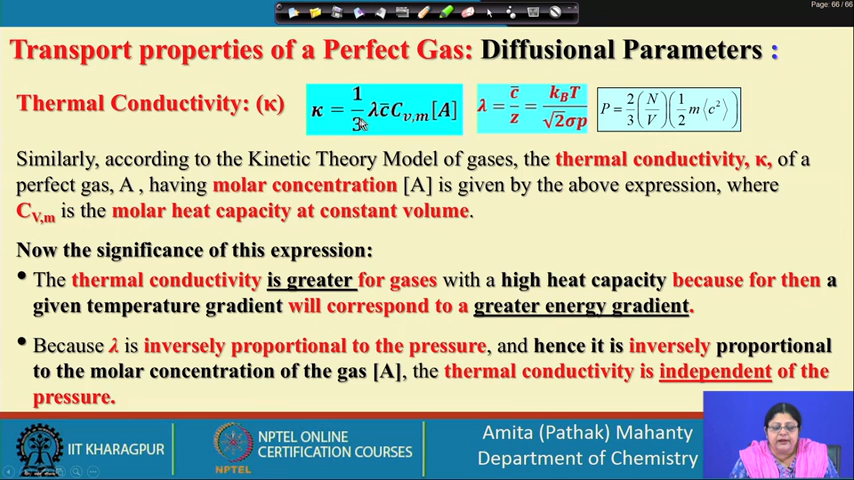 Page: 66 / 66
Transport properties of a Perfect Gas: Diffusional Parameters :
Thermal Conductivity: (κ)
κ = 1/3 λc̄C_{v,m}[A]
λ = c̄/z = k_BT/√2σp
P = 2/3 (N/V) (1/2 m ⟨c²⟩)
Similarly, according to the Kinetic Theory Model of gases, the thermal conductivity, κ, of a
perfect gas, A , having molar concentration [A] is given by the above expression, where
C_{V,m} is the molar heat capacity at constant volume.
Now the significance of this expression:
• The thermal conductivity is greater for gases with a high heat capacity because for then a
given temperature gradient will correspond to a greater energy gradient.
• Because λ is inversely proportional to the pressure, and hence it is inversely proportional
to the molar concentration of the gas [A], the thermal conductivity is independent of the
pressure.
IIT KHARAGPUR
NPTEL
NPTEL ONLINE
CERTIFICATION COURSES
Amita (Pathak) Mahanty
Department of Chemistry